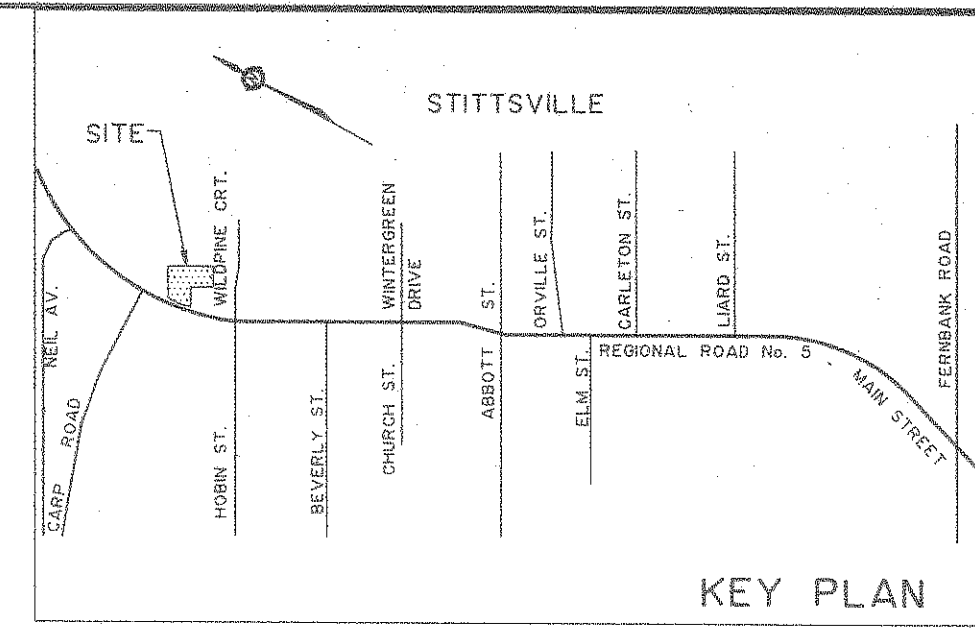 STITTSVILLE
SITE
N
NEIL AV.
CARP ROAD
WILDPINE CRT.
HOBIN ST.
BEVERLY ST.
WINTERGREEN
DRIVE
CHURCH ST.
ABBOTT ST.
ORVILLE ST.
ELM ST.
CARLETON ST.
LIARD ST.
REGIONAL ROAD No. 5 - MAIN STREET
FERNBANK ROAD
KEY PLAN